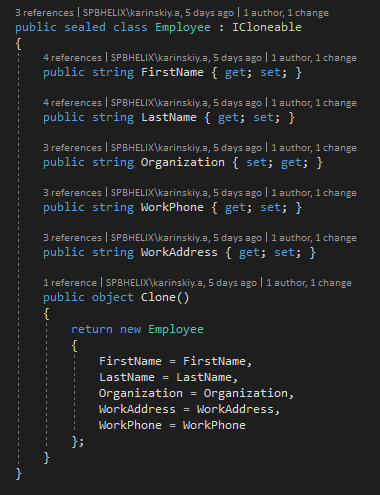 3 references | SPBHELIX\karinskiy.a, 5 days ago | 1 author, 1 change
public sealed class Employee : ICloneable
{
4 references | SPBHELIX\karinskiy.a, 5 days ago | 1 author, 1 change
public string FirstName { get; set; }
4 references | SPBHELIX\karinskiy.a, 5 days ago | 1 author, 1 change
public string LastName { get; set; }
3 references | SPBHELIX\karinskiy.a, 5 days ago | 1 author, 1 change
public string Organization { set; get; }
3 references | SPBHELIX\karinskiy.a, 5 days ago | 1 author, 1 change
public string WorkPhone { get; set; }
3 references | SPBHELIX\karinskiy.a, 5 days ago | 1 author, 1 change
public string WorkAddress { get; set; }
1 reference | SPBHELIX\karinskiy.a, 5 days ago | 1 author, 1 change
public object Clone()
{
return new Employee
{
FirstName = FirstName,
LastName = LastName,
Organization = Organization,
WorkAddress = WorkAddress,
WorkPhone = WorkPhone
};
}
}